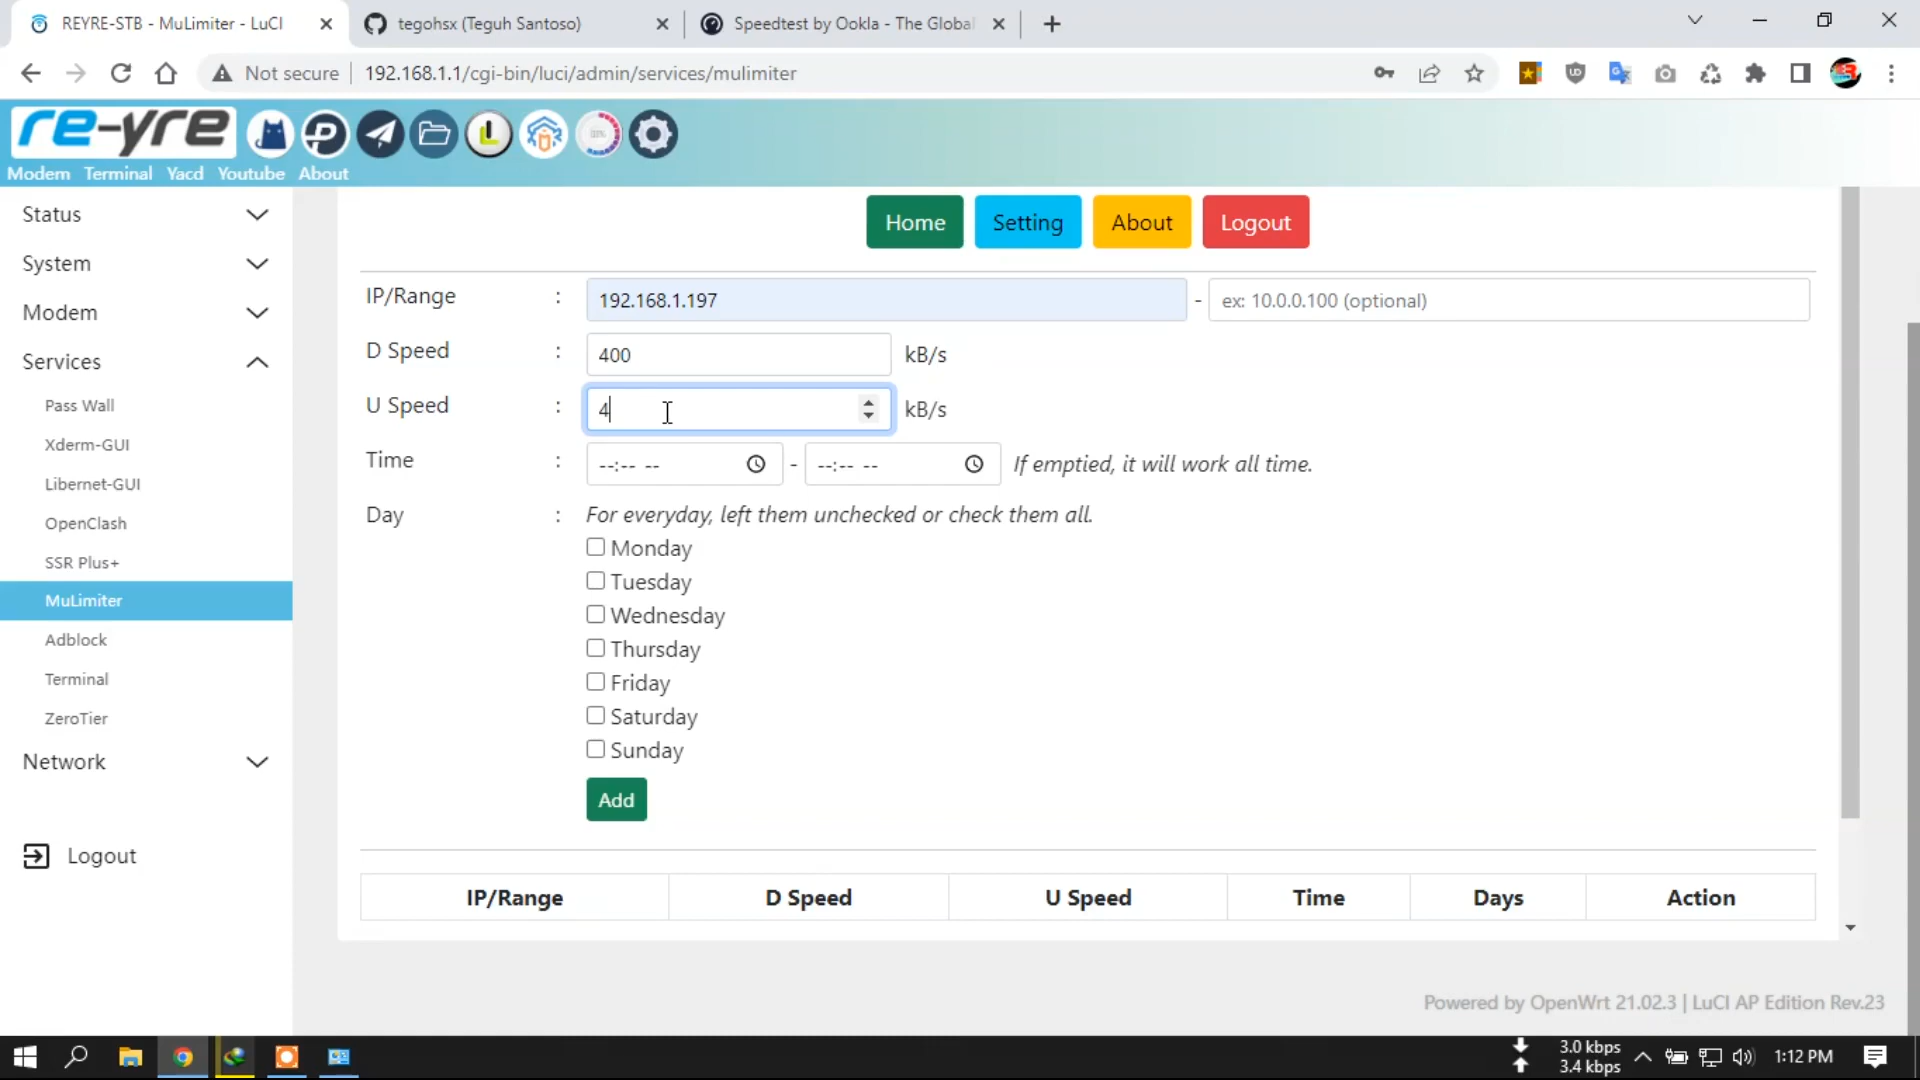 REYRE-STB - MuLimiter - LuCI
tegohsx (Teguh Santoso)
Speedtest by Ookla - The Global
Not secure
192.168.1.1/cgi-bin/luci/admin/services/mulimiter
re-yre
Modem Terminal Yacd Youtube About
Status
System
Modem
Services
Pass Wall
Xderm-GUI
Libernet-GUI
OpenClash
SSR Plus+
MuLimiter
Adblock
Terminal
ZeroTier
Network
Logout
Home Setting About Logout
IP/Range : 192.168.1.197 - ex: 10.0.0.100 (optional)
D Speed : 400 kB/s
U Speed : 4 kB/s
Time : --:-- -- - --:-- -- If emptied, it will work all time.
Day : For everyday, left them unchecked or check them all.
Monday
Tuesday
Wednesday
Thursday
Friday
Saturday
Sunday
Add
IP/Range D Speed U Speed Time Days Action
Powered by OpenWrt 21.02.3 | LuCI AP Edition Rev.23
3.0 kbps
3.4 kbps
1:12 PM